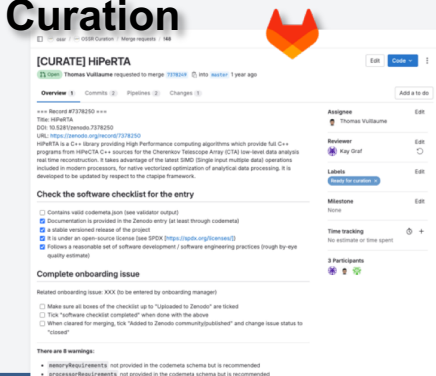 Curation
OSSR Curation / Merge requests / 148
[CURATE] HiPeRTA
Edit
Code
Open Thomas Vuillaume requested to merge 7378249 into master 1 year ago
Overview 1 Commits 2 Pipelines 2 Changes 1
Add a to do
=== Record #7378250 ===
Title: HiPeRTA
DOI: 10.5281/zenodo.7378250
URL: https://zenodo.org/record/7378250
HiPeRTA is a C++ library providing High Performance computing algorithms which provide full C++
programs from HiPeCTA C++ sources for the Cherenkov Telescope Array (CTA) low-level data analysis
real time reconstruction. It takes advantage of the latest SIMD (Single input multiple data) operations
included in modern processors, for native vectorized optimization of analytical data processing. It is
developed to be updated by respect to the ctapipe framework.
Check the software checklist for the entry
Contains valid codemeta.json (see validator output)
Documentation is provided in the Zenodo entry (at least through codemeta)
a stable versioned release of the project
It is under an open-source license (see SPDX [https://spdx.org/licenses/])
Follows a reasonable set of software development / software engineering practices (rough by-eye
quality estimate)
Complete onboarding issue
Related onboarding issue: XXX (to be entered by onboarding manager)
Make sure all boxes of the checklist up to "Uploaded to Zenodo" are ticked
Tick "software checklist completed" when done with the above
When cleared for merging, tick "Added to Zenodo community/published" and change issue status to
"closed"
There are 8 warnings:
memoryRequirements not provided in the codemeta schema but is recommended
processorRequirements not provided in the codemeta schema but is recommended
Assignee Edit
Thomas Vuillaume
Reviewer Edit
Kay Graf
Labels Edit
Ready for curation ×
Milestone Edit
None
Time tracking
No estimate or time spent
3 Participants